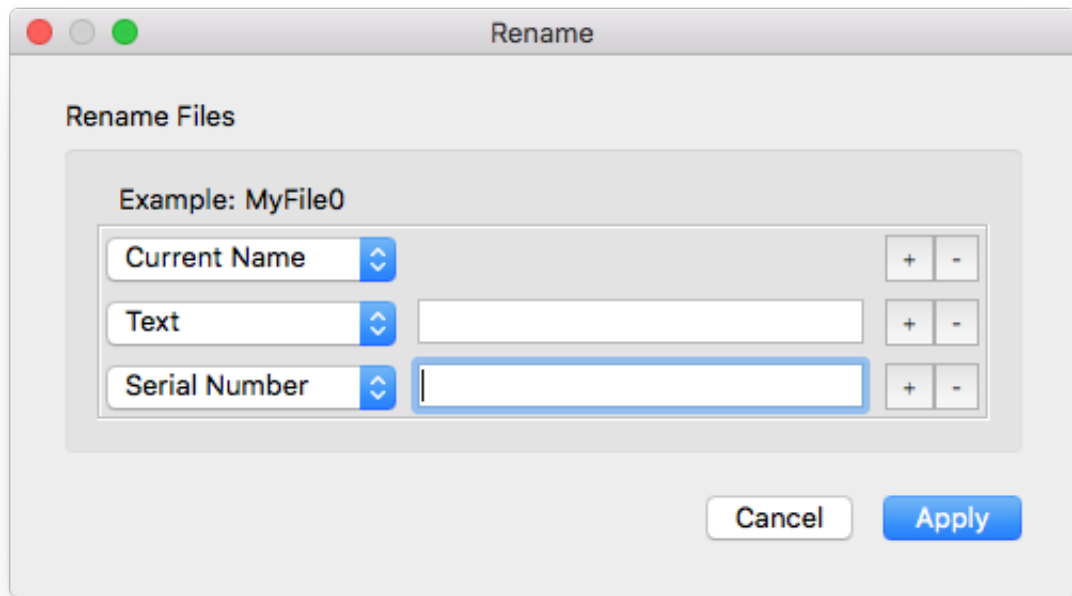 Rename
Rename Files
Example: MyFile0
Current Name + -
Text + -
Serial Number + -
Cancel Apply